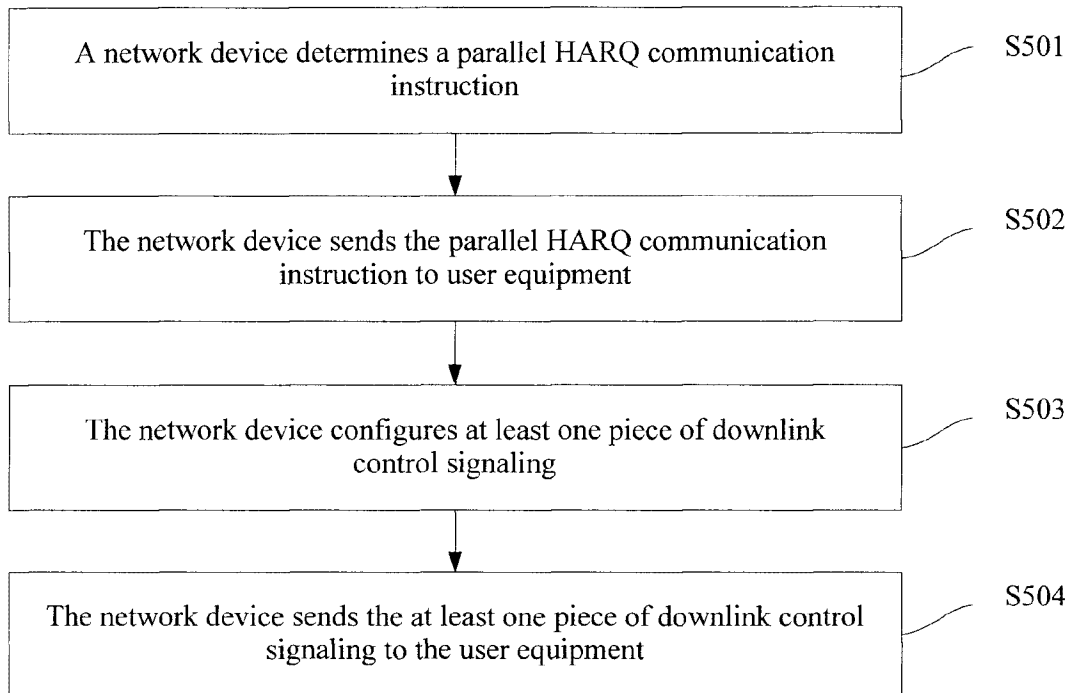 A network device determines a parallel HARQ communication
instruction
S501
The network device sends the parallel HARQ communication
instruction to user equipment
S502
The network device configures at least one piece of downlink
control signaling
S503
The network device sends the at least one piece of downlink control
signaling to the user equipment
S504